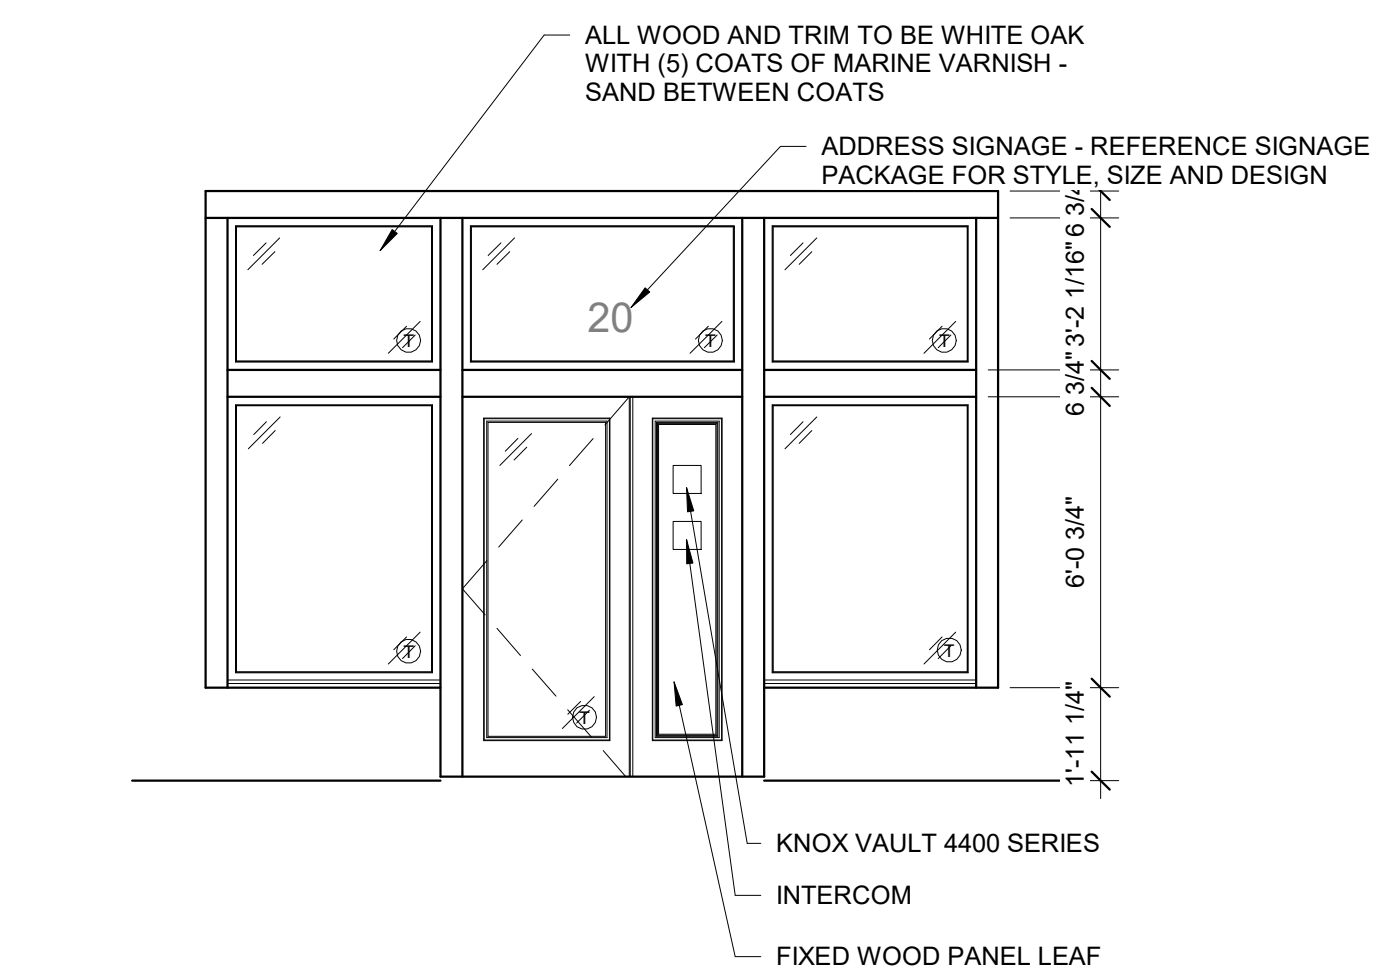 ALL WOOD AND TRIM TO BE WHITE OAK
WITH (5) COATS OF MARINE VARNISH -
SAND BETWEEN COATS
ADDRESS SIGNAGE - REFERENCE SIGNAGE
PACKAGE FOR STYLE, SIZE AND DESIGN
6 3/4
3'-2 1/16"
20
T
T
T
6 3/4"
6'-0 3/4"
T
T
T
1'-11 1/4"
KNOX VAULT 4400 SERIES
INTERCOM
FIXED WOOD PANEL LEAF